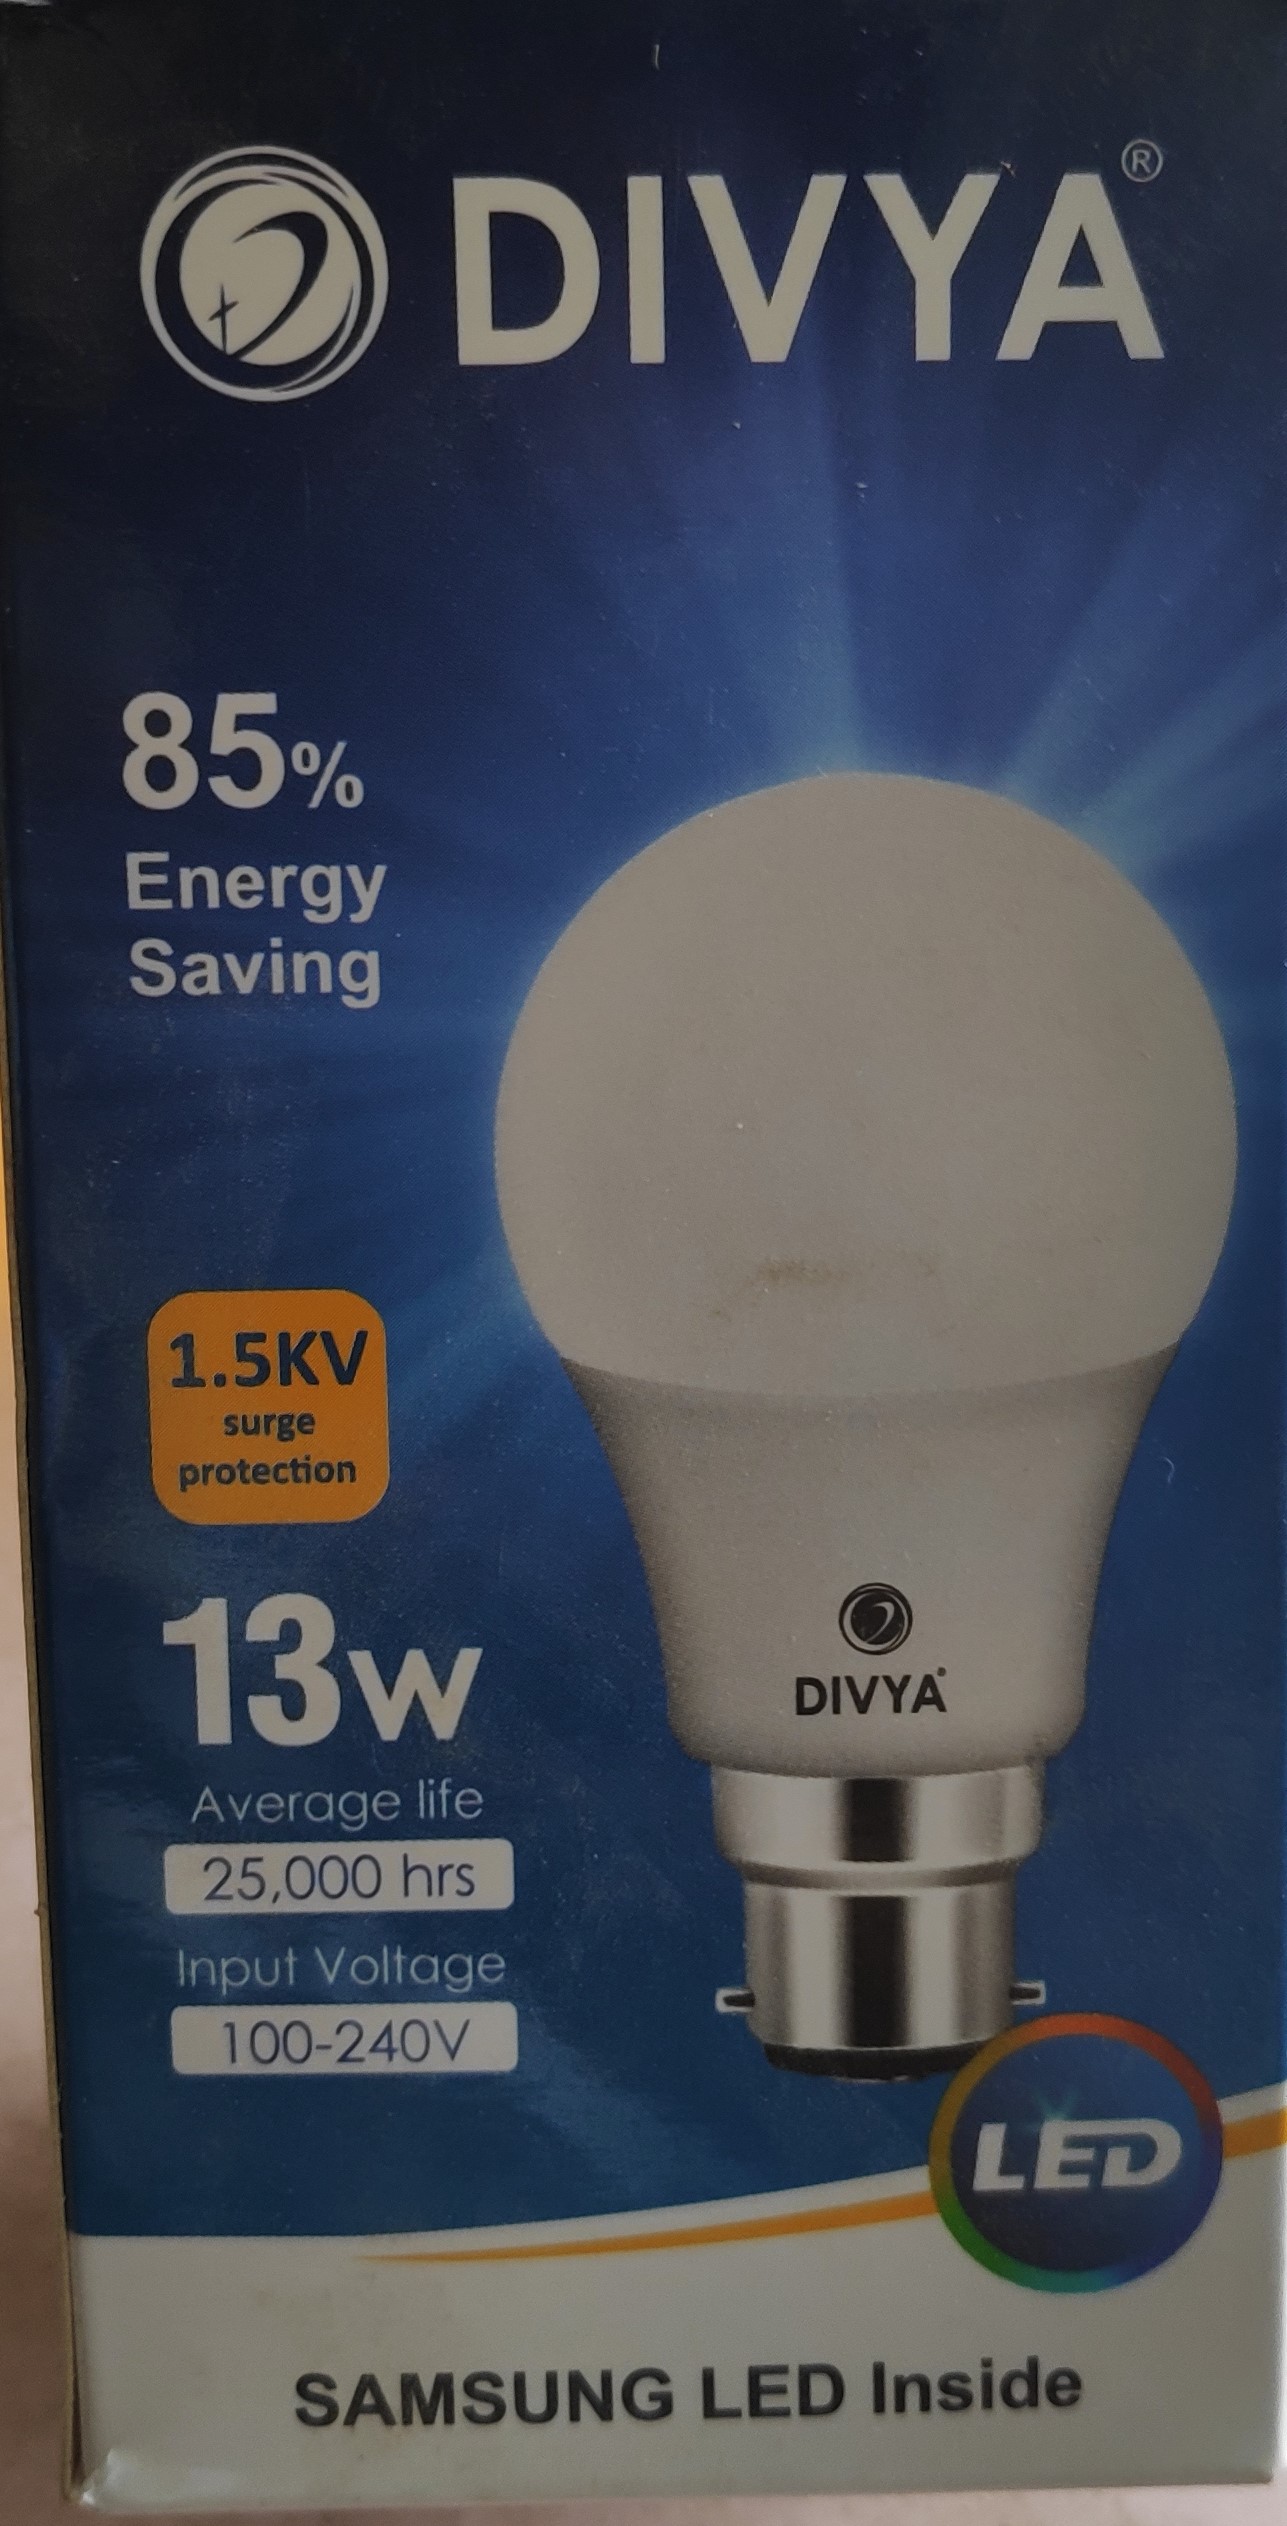 DIVYA®
85%
Energy
Saving
1.5KV
surge
protection
13w
Average life
25,000 hrs
Input Voltage
100-240V
DIVYA®
LED
SAMSUNG LED Inside